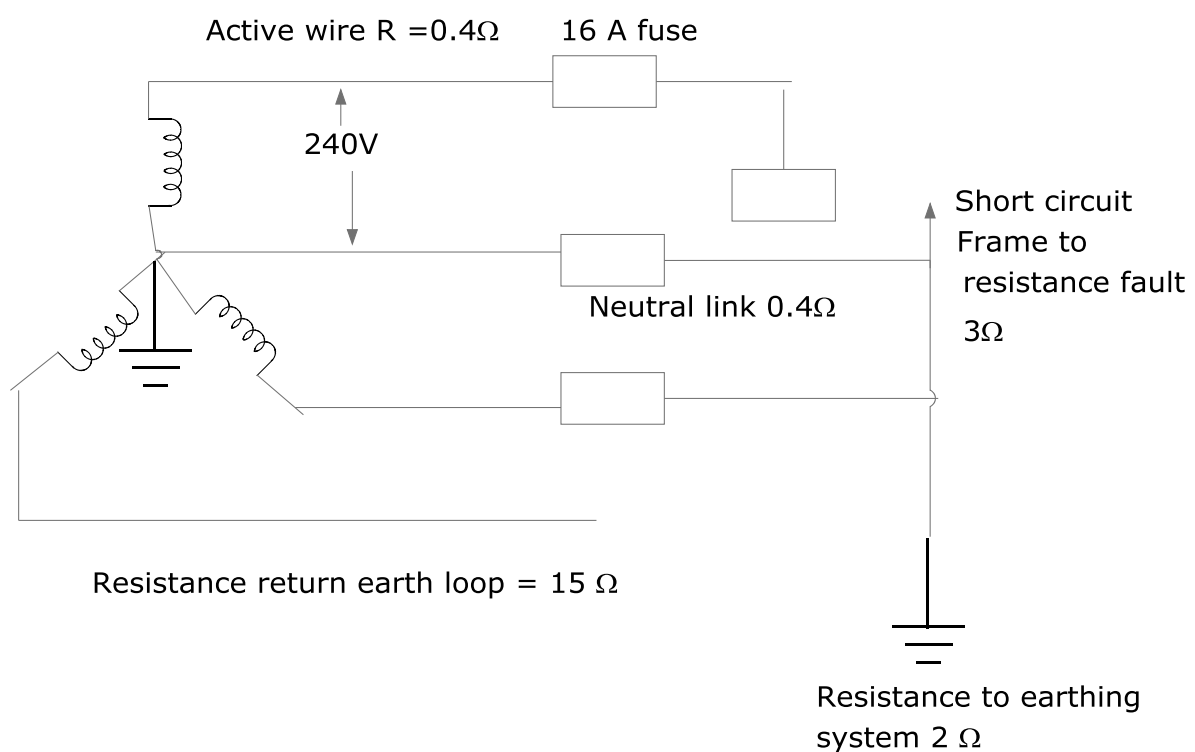 Active wire R =0.4Ω
16 A fuse
240V
Short circuit
Frame to
resistance fault
3Ω
Neutral link 0.4Ω
Resistance return earth loop = 15 Ω
Resistance to earthing
system 2 Ω